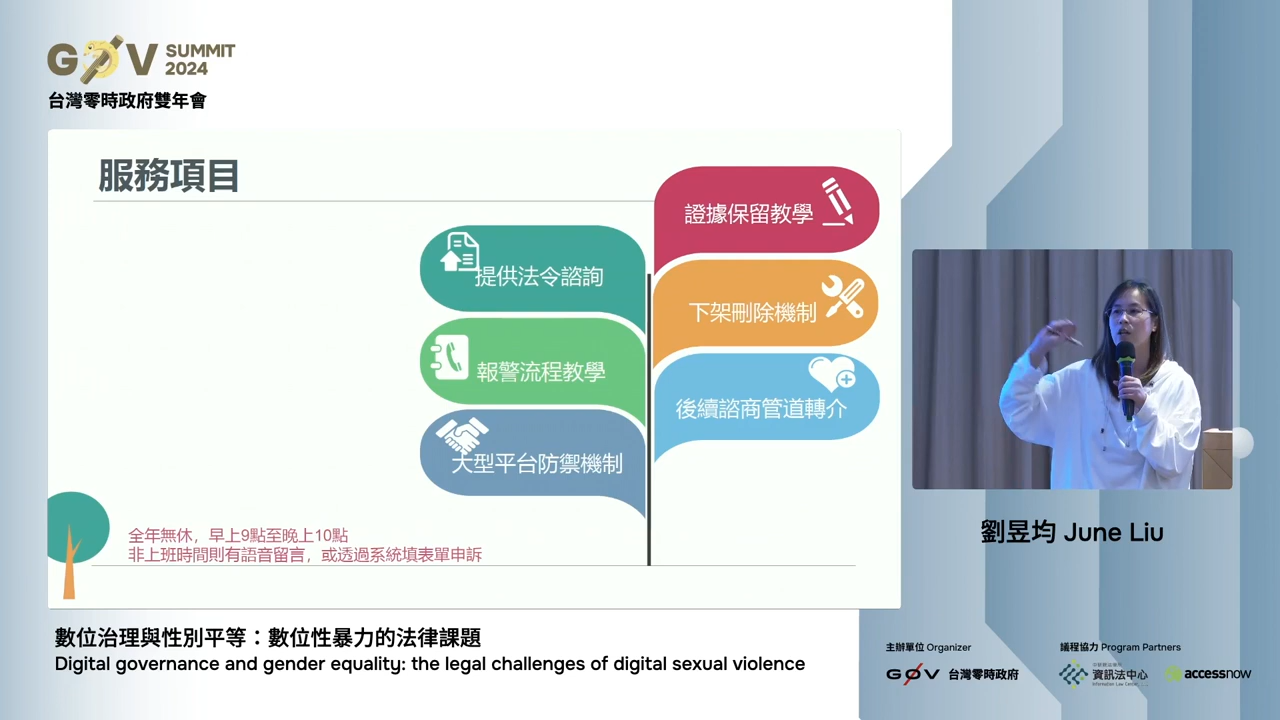 G0V SUMMIT 2024
台灣零時政府雙年會
服務項目
證據保留教學
提供法令諮詢
下架刪除機制
報警流程教學
後續諮商管道轉介
大型平台防禦機制
全年無休，早上9點至晚上10點
非上班時間則有語音留言，或透過系統填表單申訴
劉昱均 June Liu
數位治理與性別平等：數位性暴力的法律課題
Digital governance and gender equality: the legal challenges of digital sexual violence
主辦單位 Organizer
G0V 台灣零時政府
議程協力 Program Partners
資訊法中心
Information Law Center
accessnow